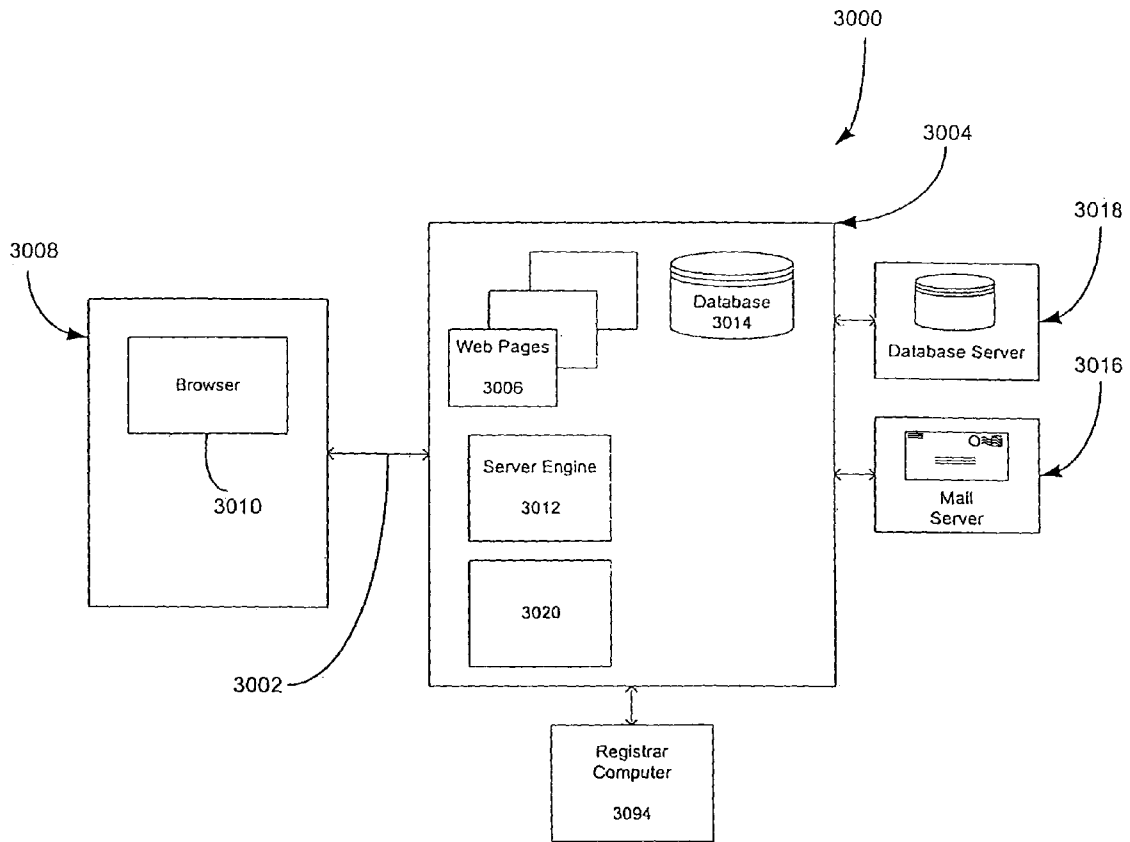 3000
3004
3018
3008
Database
3014
Web Pages
3006
Database Server
Browser
3016
Server Engine
3012
3010
Mail
Server
3020
3002
Registrar
Computer
3094